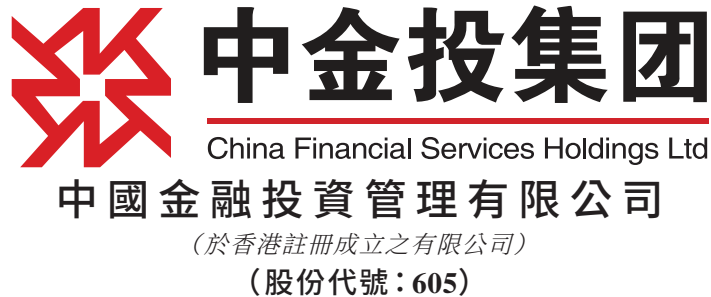 中金投集团
China Financial Services Holdings Ltd
中國金融投資管理有限公司
（於香港註冊成立之有限公司）
（股份代號：605）